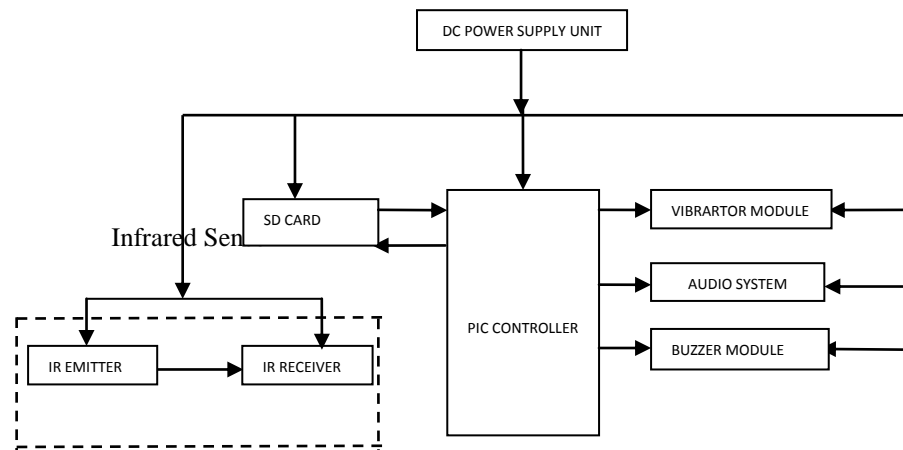 DC POWER SUPPLY UNIT
SD CARD
VIBRARTOR MODULE
Infrared Sen
AUDIO SYSTEM
PIC CONTROLLER
BUZZER MODULE
IR EMITTER
IR RECEIVER